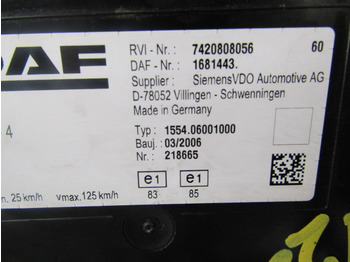 RVI - Nr.: 7420808056 60
DAF - Nr.: 1681443.
DAF
Supplier : SiemensVDO Automotive AG
D-78052 Villingen - Schwenningen
Made in Germany
4
Typ : 1554.06001000
Bauj. : 03/2006
Nr. : 218665
e1 e1
n. 25 km/h vmax.125 km/h 83 85